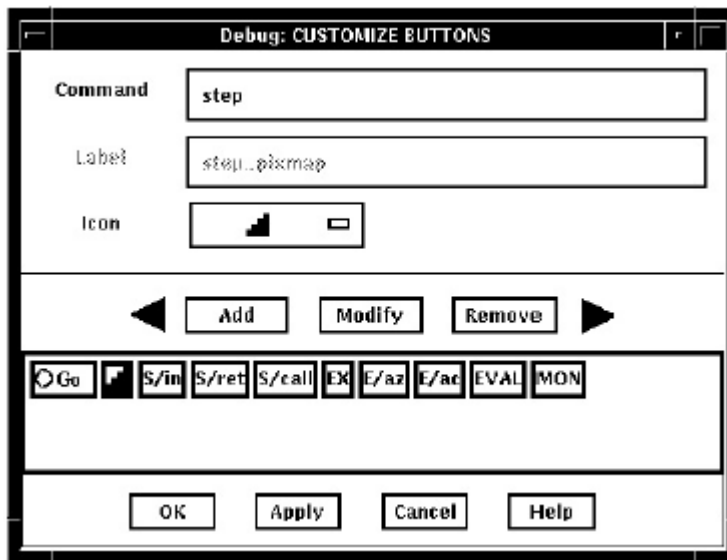 Debug: CUSTOMIZE BUTTONS
Command step
Label step_pixmap
Icon
Add Modify Remove
Go S/in S/ret S/call EX E/az E/ac EVAL MON
OK Apply Cancel Help